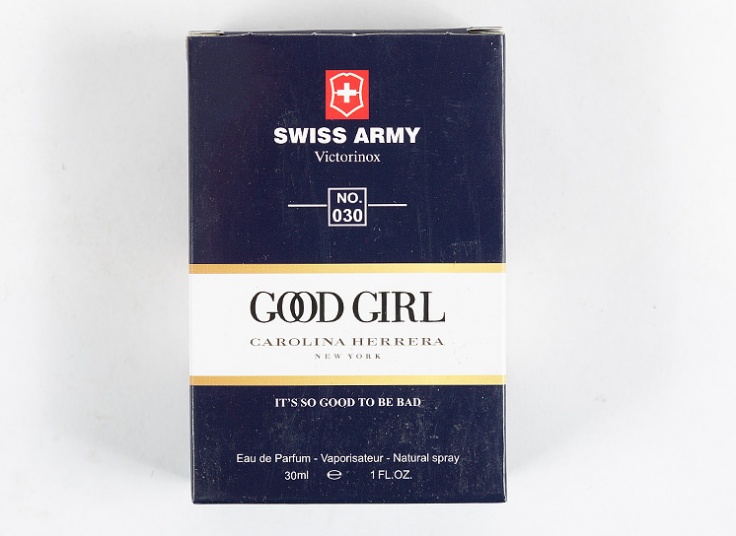 SWISS ARMY
Victorinox
NO.
030
GOOD GIRL
CAROLINA HERRERA
NEW YORK
IT'S SO GOOD TO BE BAD
Eau de Parfum - Vaporisateur - Natural spray
30ml ℮ 1 FL.OZ.